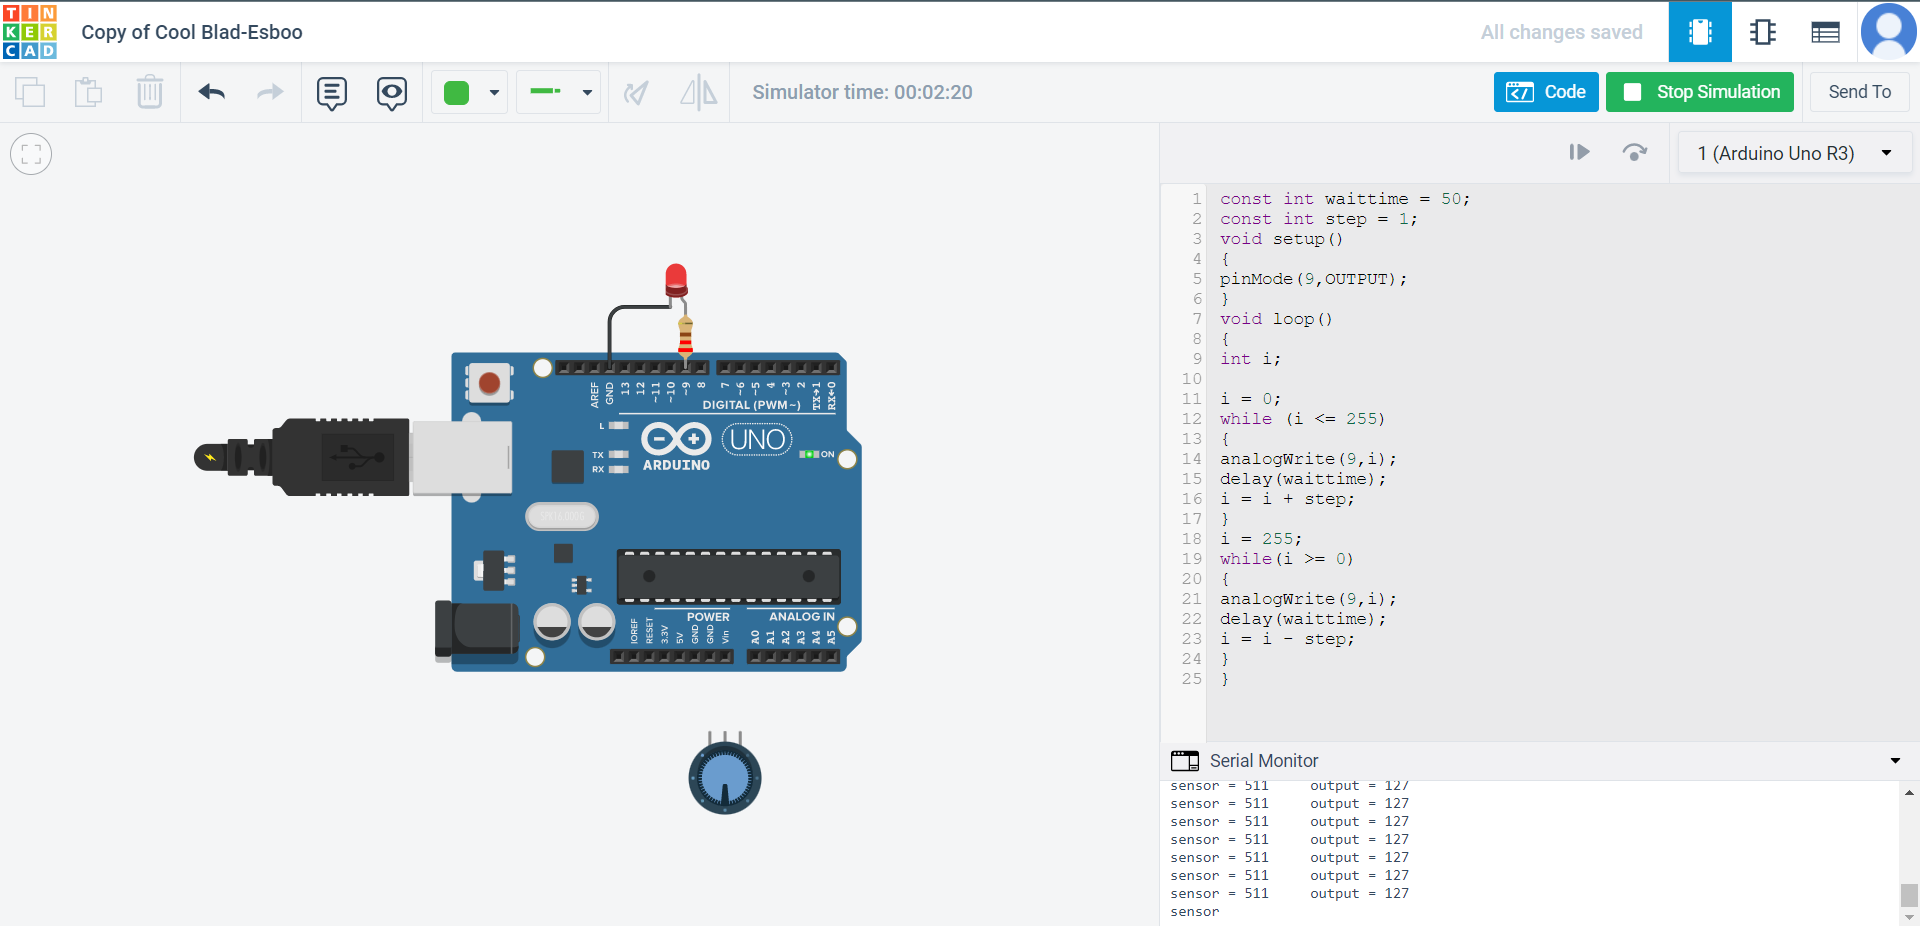 TIN
KER
CAD
Copy of Cool Blad-Esboo
All changes saved
Simulator time: 00:02:20
Code
Stop Simulation
Send To
1 (Arduino Uno R3)
AREF
GND
13
12
~11
~10
~9
8
7
~6
~5
4
~3
2
TX→1
RX←0
DIGITAL (PWM~)
L
TX
RX
ARDUINO
UNO
ON
POWER
ANALOG IN
IOREF
RESET
3.3V
5V
GND
GND
Vin
A0
A1
A2
A3
A4
A5
1 const int waittime = 50;
2 const int step = 1;
3 void setup()
4 {
5 pinMode(9,OUTPUT);
6 }
7 void loop()
8 {
9 int i;
10
11 i = 0;
12 while (i <= 255)
13 {
14 analogWrite(9,i);
15 delay(waittime);
16 i = i + step;
17 }
18 i = 255;
19 while(i >= 0)
20 {
21 analogWrite(9,i);
22 delay(waittime);
23 i = i - step;
24 }
25 }
Serial Monitor
sensor = 511 output = 127
sensor = 511 output = 127
sensor = 511 output = 127
sensor = 511 output = 127
sensor = 511 output = 127
sensor = 511 output = 127
sensor = 511 output = 127
sensor